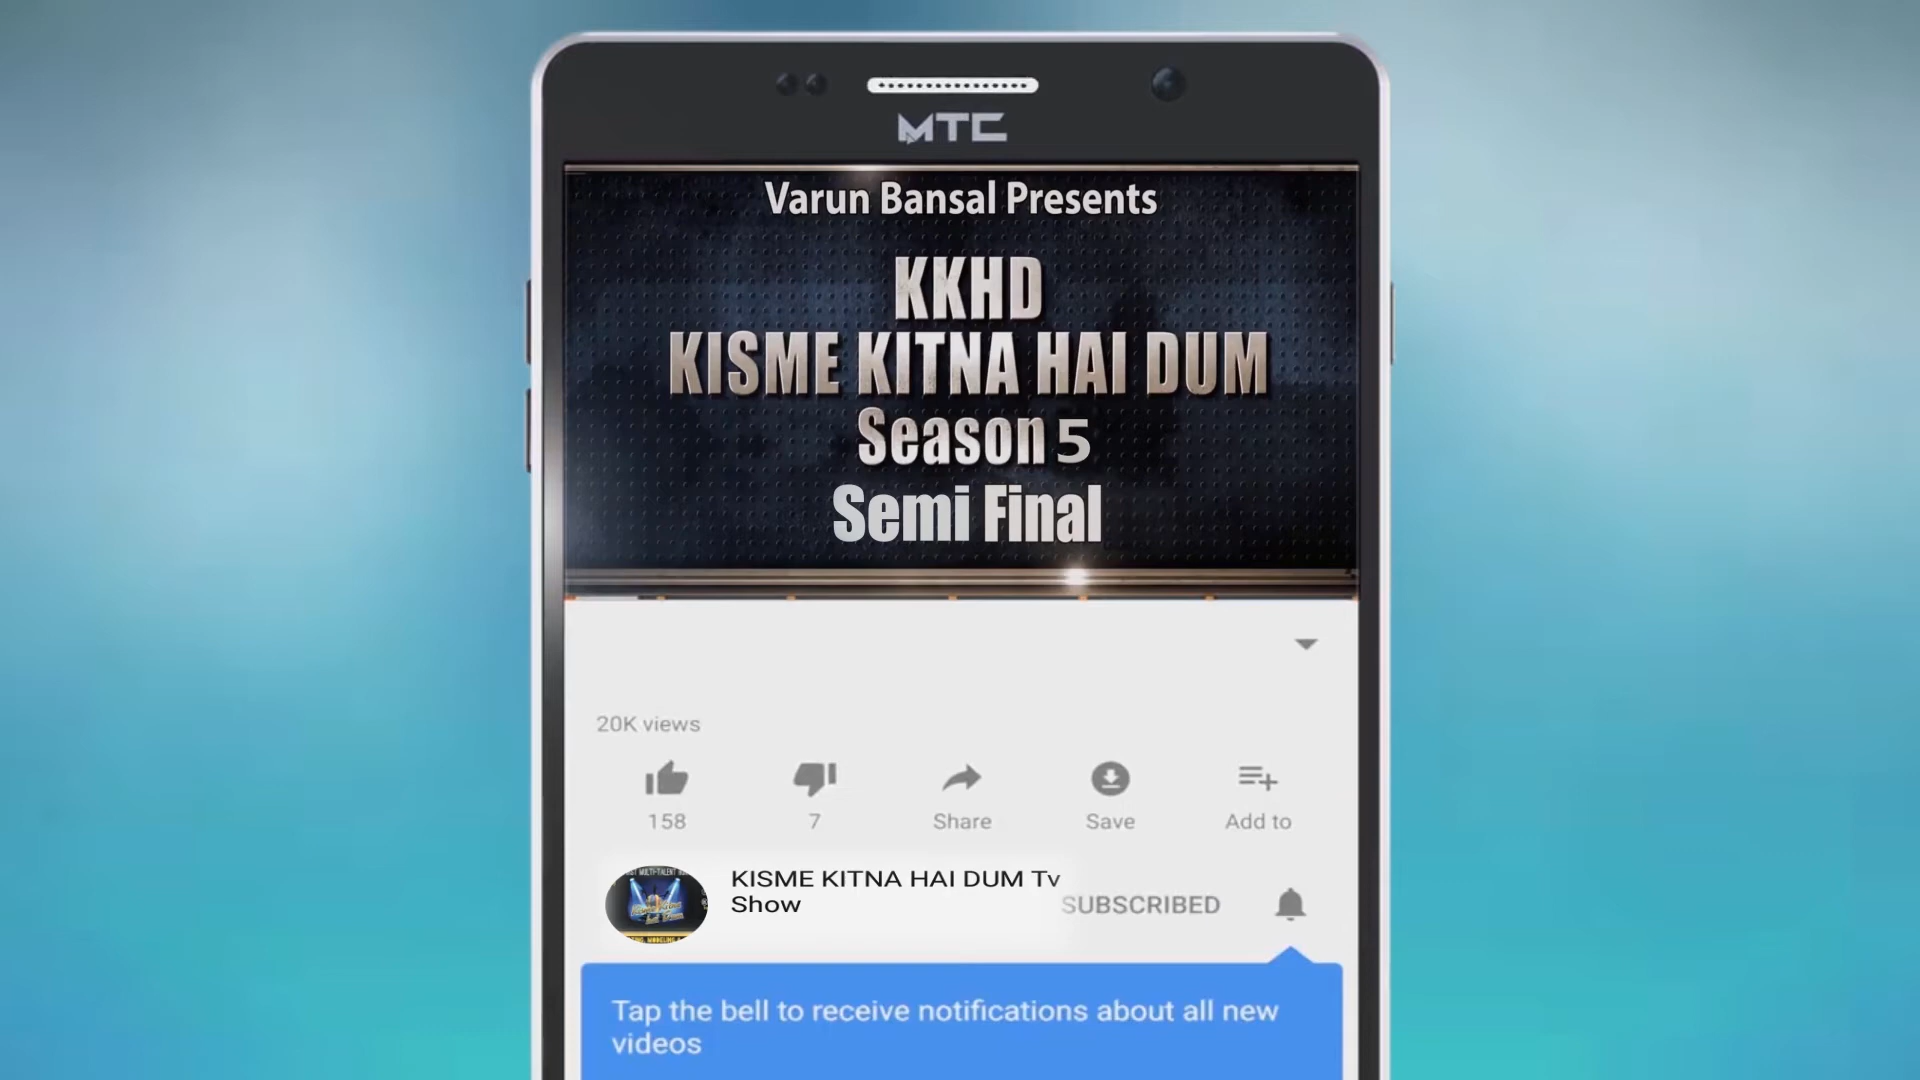 MTC
Varun Bansal Presents
KKHD
KISME KITNA HAI DUM
Season 5
Semi Final
20K views
158
7
Share
Save
Add to
KISME KITNA HAI DUM Tv
Show
SUBSCRIBED
Tap the bell to receive notifications about all new
videos